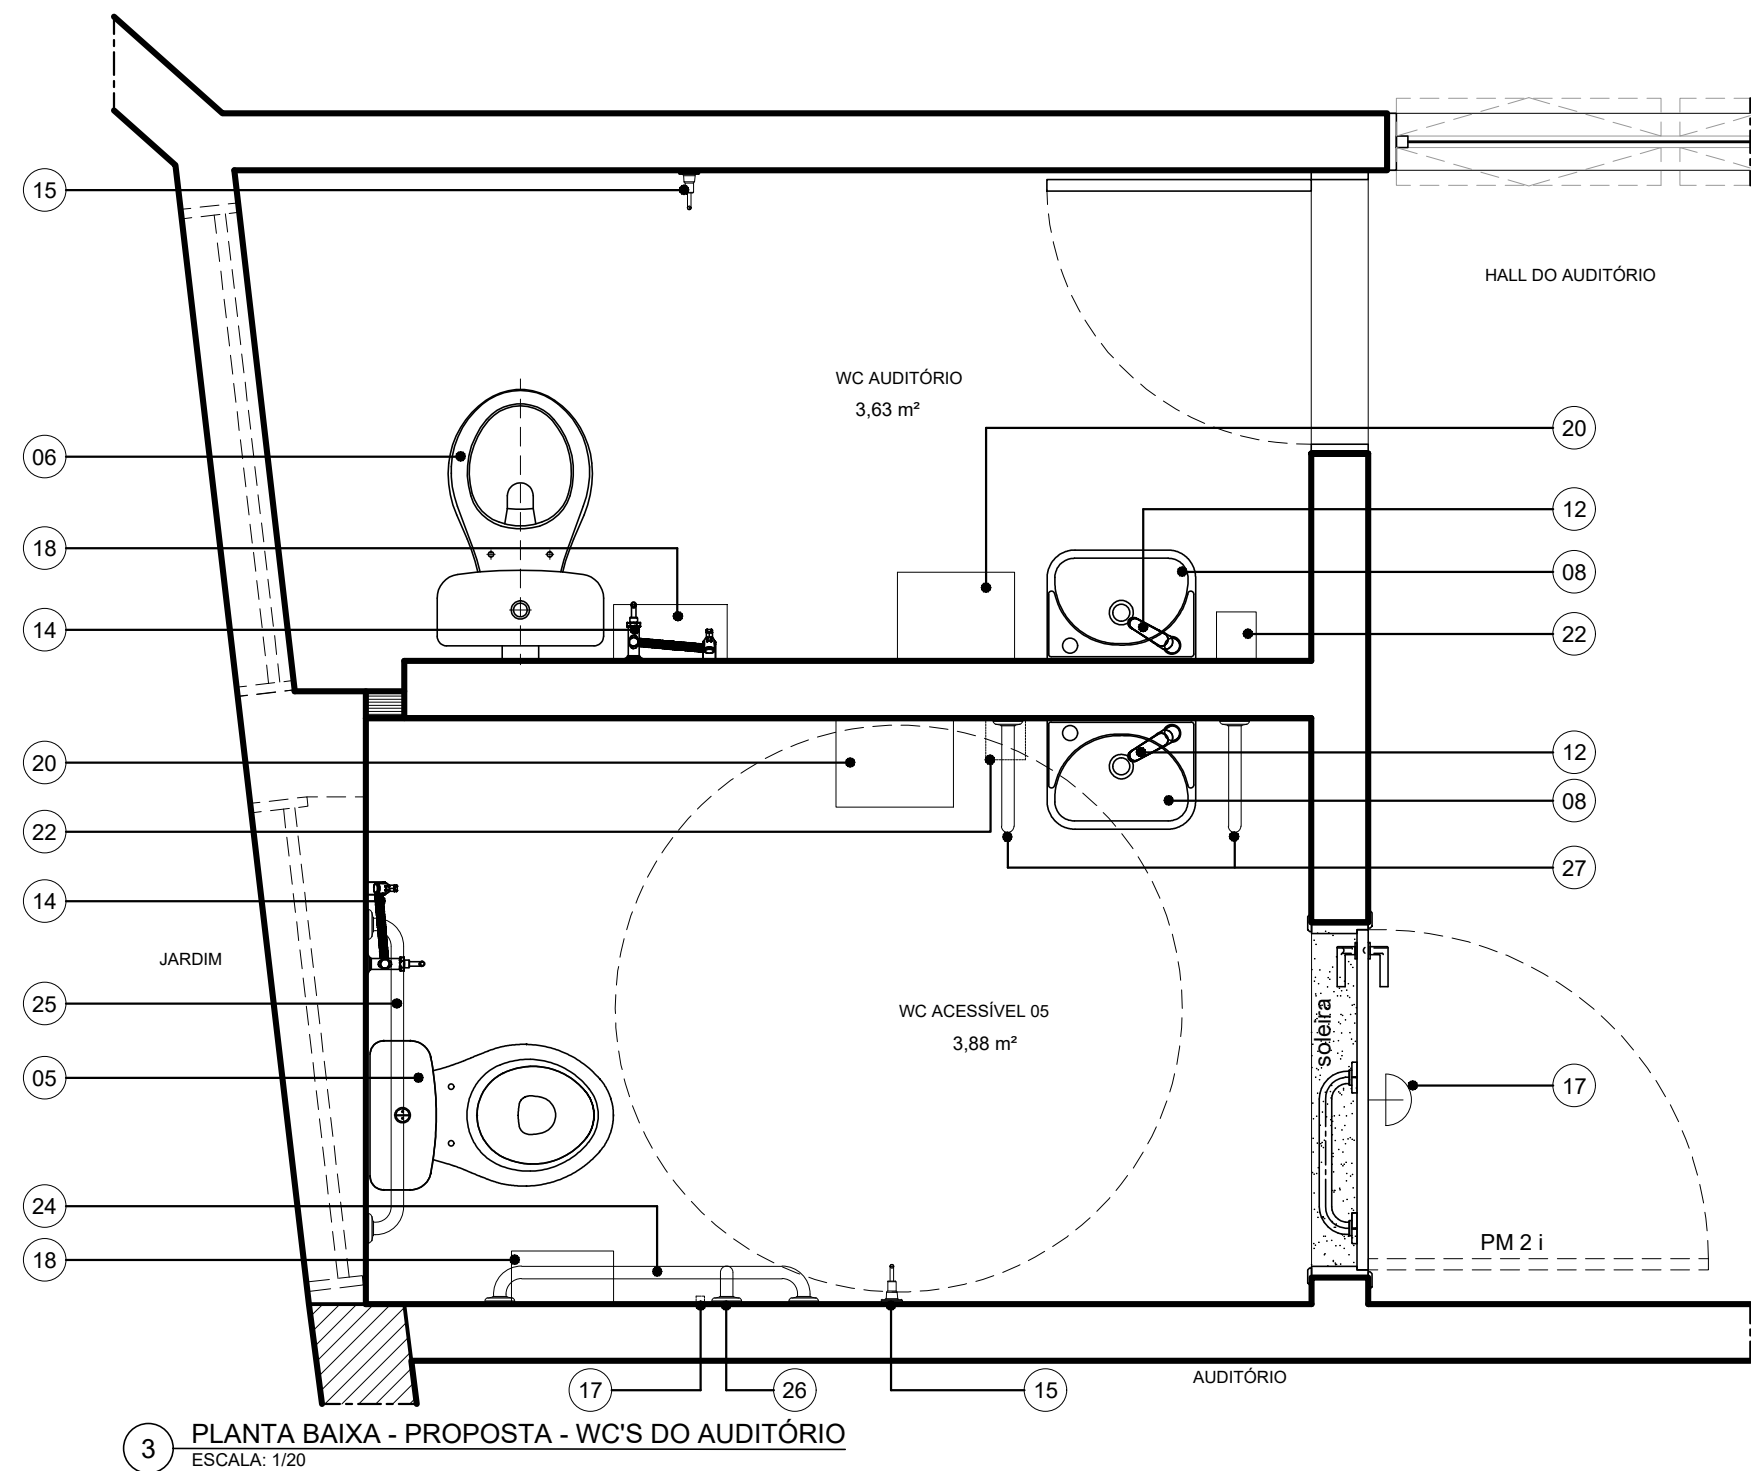 15
HALL DO AUDITÓRIO
WC AUDITÓRIO
3,63 m²
20
06
12
18
08
14
22
20
12
08
22
27
14
JARDIM
25
WC ACESSÍVEL 05
3,88 m²
soleira
05
17
24
18
PM 2 i
17
26
15
AUDITÓRIO
3
PLANTA BAIXA - PROPOSTA - WC'S DO AUDITÓRIO
ESCALA: 1/20